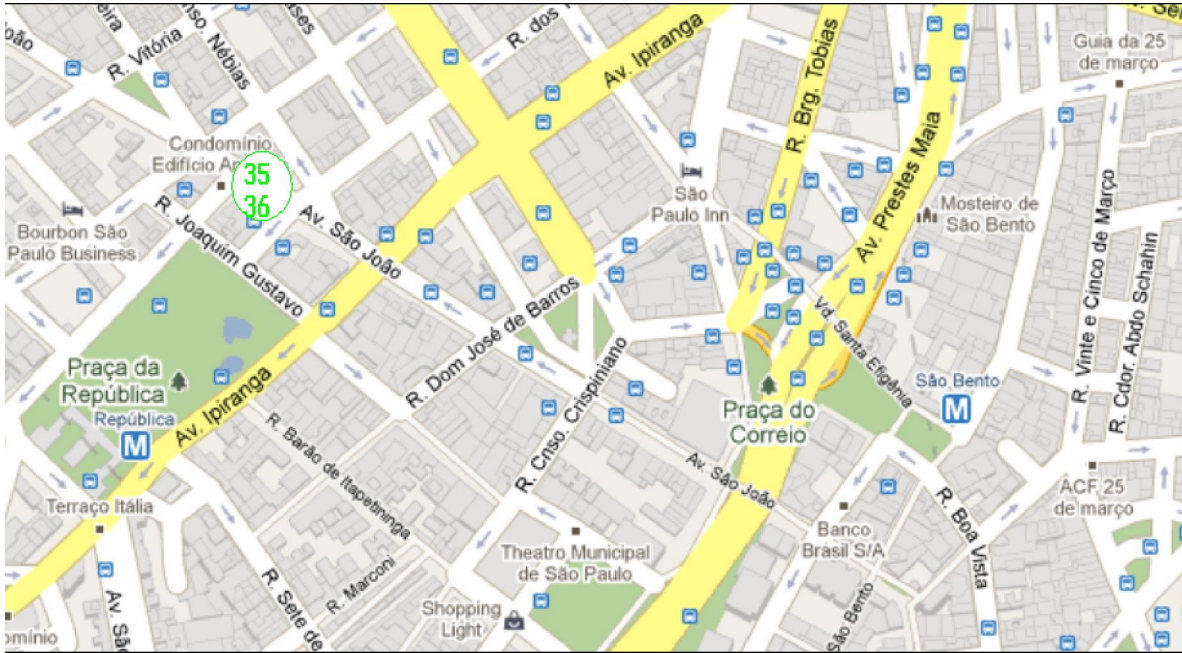 R. Vitória
R. dos
Av. Ipiranga
R. Brg. Tobias
Guia da 25
de março
Condomínio
Edifício
35
36
Av. Prestes Maia
São
Paulo Inn
Mosteiro de
São Bento
Bourbon São
Paulo Business
R. Joaquim Gustavo
Av. São João
R. Vinte e Cinco de Março
R. Cdor. Abdo Schahin
R. Dom José de Barros
Vd. Santa Efigênia
Praça da
República
República
M
Av. Ipiranga
R. Cnso. Crispiniano
Praça do
Correio
São Bento
M
R. Barão de Itapetininga
Av. São João
Terraço Itália
R. Boa Vista
ACF 25
de março
Banco
Brasil S/A
Theatro Municipal
de São Paulo
R. Marconi
R. Sete de
Shopping
Light
São Bento